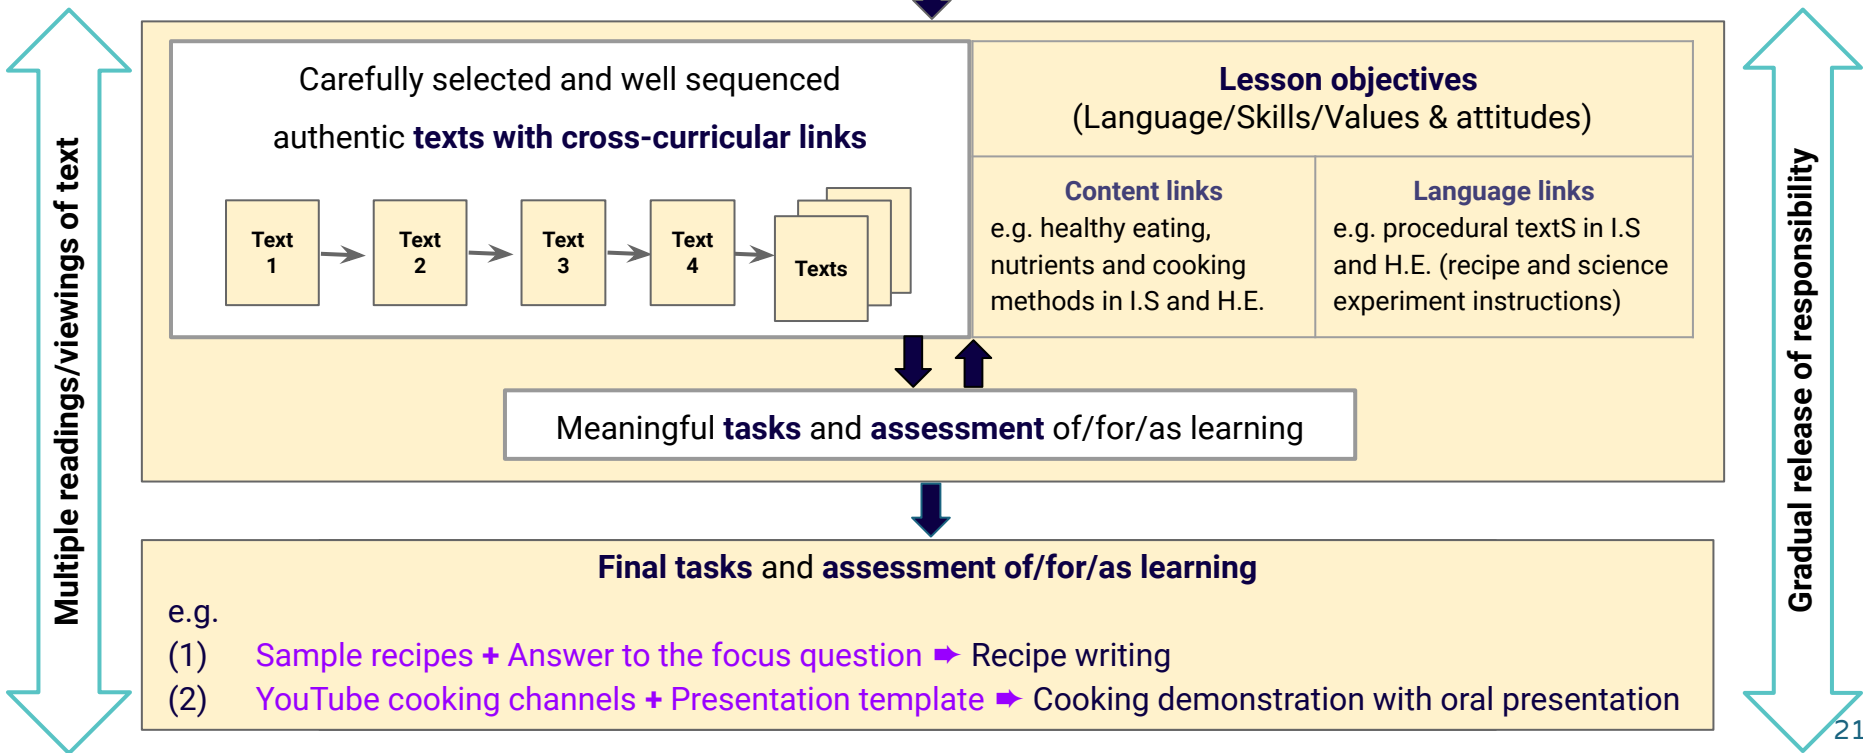 Multiple readings/viewings of text
Carefully selected and well sequenced
authentic texts with cross-curricular links
Text
1
Text
2
Text
3
Text
4
Texts
Lesson objectives
(Language/Skills/Values & attitudes)
Content links
e.g. healthy eating,
nutrients and cooking
methods in I.S and H.E.
Language links
e.g. procedural textS in I.S
and H.E. (recipe and science
experiment instructions)
Meaningful tasks and assessment of/for/as learning
Final tasks and assessment of/for/as learning
e.g.
(1) Sample recipes + Answer to the focus question ➨ Recipe writing
(2) YouTube cooking channels + Presentation template ➨ Cooking demonstration with oral presentation
Gradual release of responsibility
21